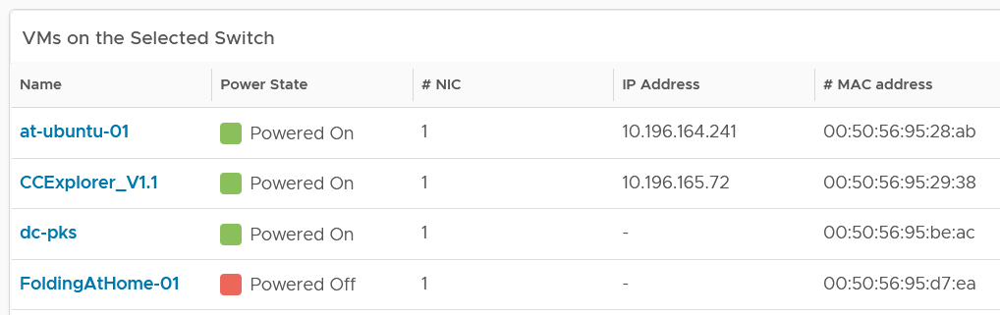 VMs on the Selected Switch
Name Power State # NIC IP Address # MAC address
at-ubuntu-01 Powered On 1 10.196.164.241 00:50:56:95:28:ab
CCExplorer_V1.1 Powered On 1 10.196.165.72 00:50:56:95:29:38
dc-pks Powered On 1 - 00:50:56:95:be:ac
FoldingAtHome-01 Powered Off 1 - 00:50:56:95:d7:ea